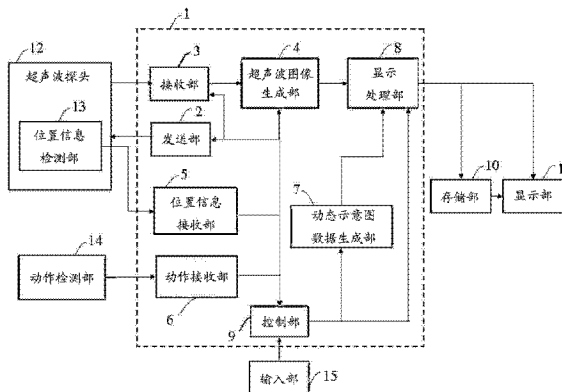 1
12
3
4
8
超声波探头
接收部
超声波图像
生成部
显示
处理部
13
2
位置信息
检测部
发送部
10
1
5
7
存储部
显示部
位置信息
接收部
动态示意图
数据生成部
14
动作检测部
动作接收部
6
9
控制部
输入部
15